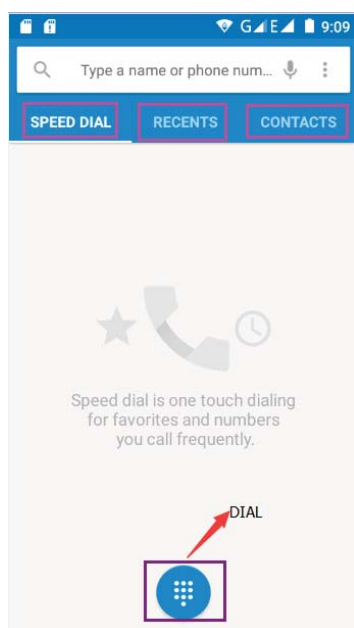 G E 9:09
Type a name or phone num...
SPEED DIAL RECENTS CONTACTS
Speed dial is one touch dialing
for favorites and numbers
you call frequently.
DIAL